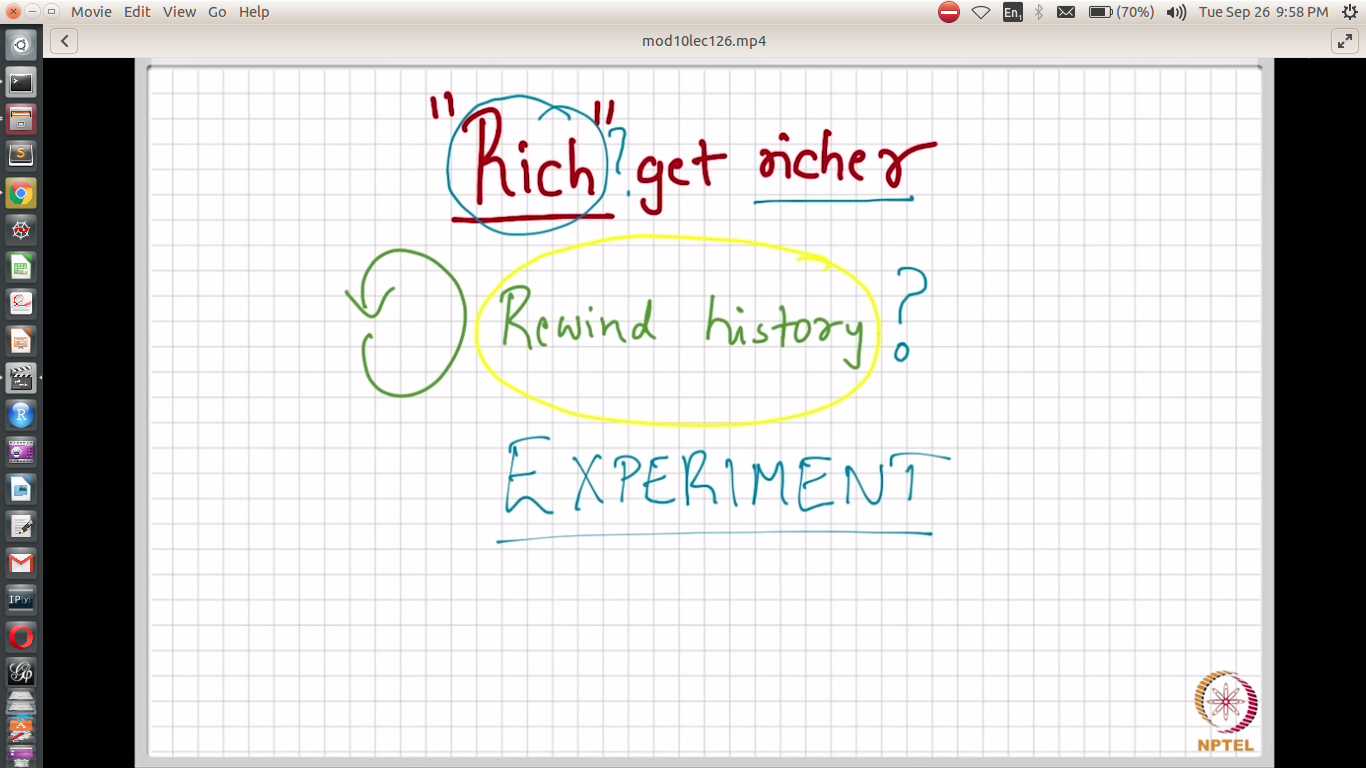 Movie Edit View Go Help En1 (70%) Tue Sep 26 9:58 PM
mod10lec126.mp4
"Rich"? get richer
Rewind history ?
EXPERIMENT
NPTEL